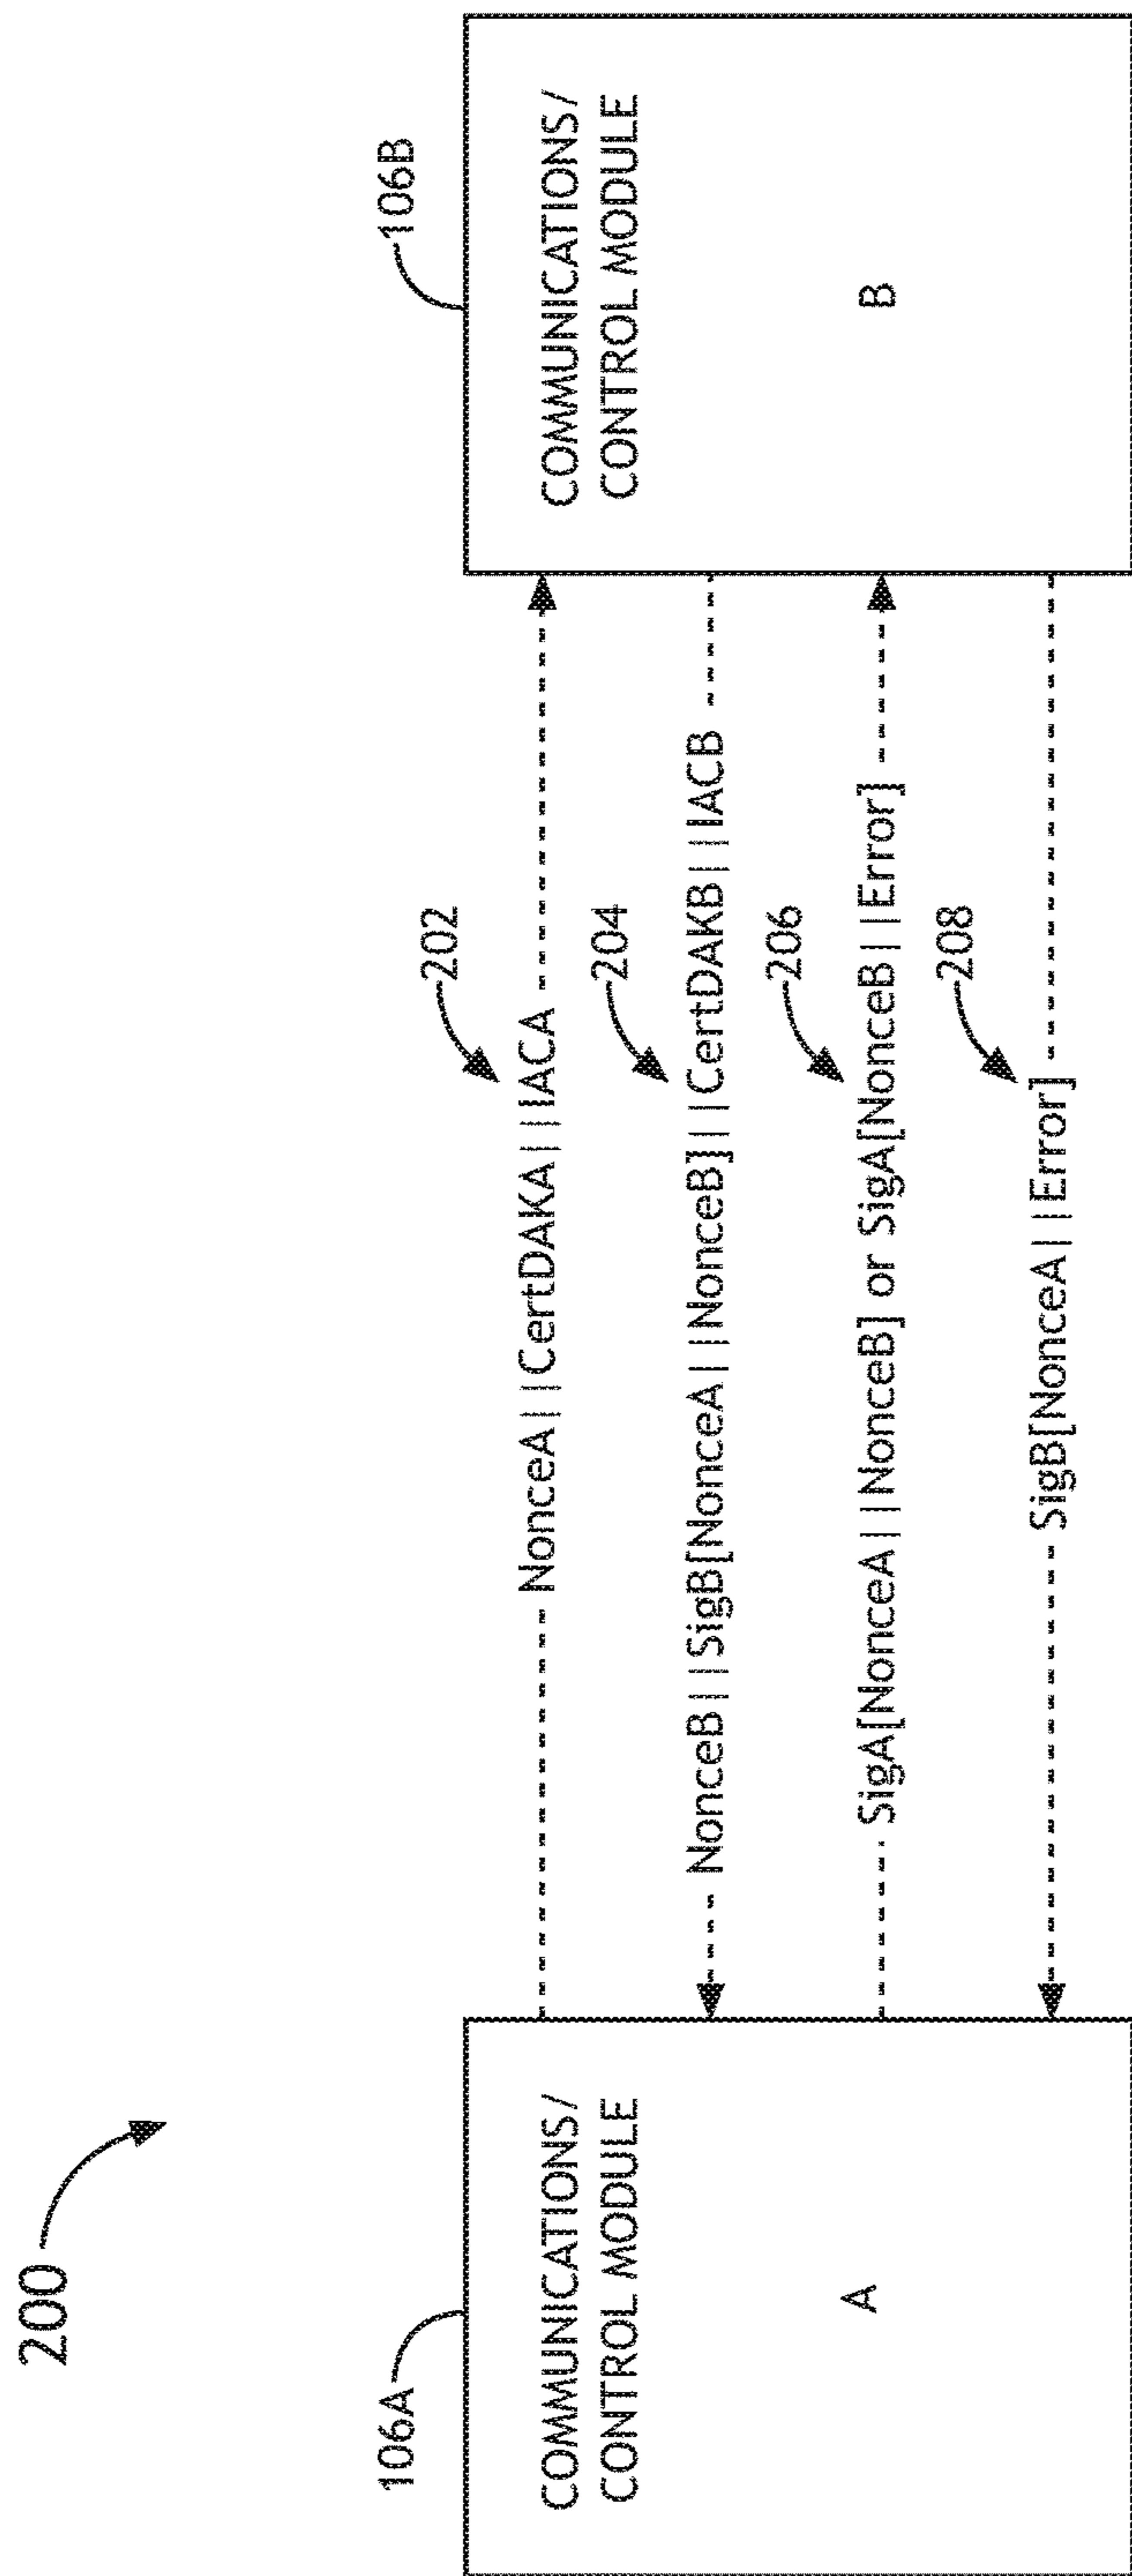 200
106A
COMMUNICATIONS/
CONTROL MODULE
A
106B
COMMUNICATIONS/
CONTROL MODULE
B
202
NonceA||CertDAKA||IACA
204
NonceB||SigB[NonceA||NonceB]||CertDAKB||IACB
206
SigA[NonceA||NonceB] or SigA[NonceB||Error]
208
SigB[NonceA||Error]